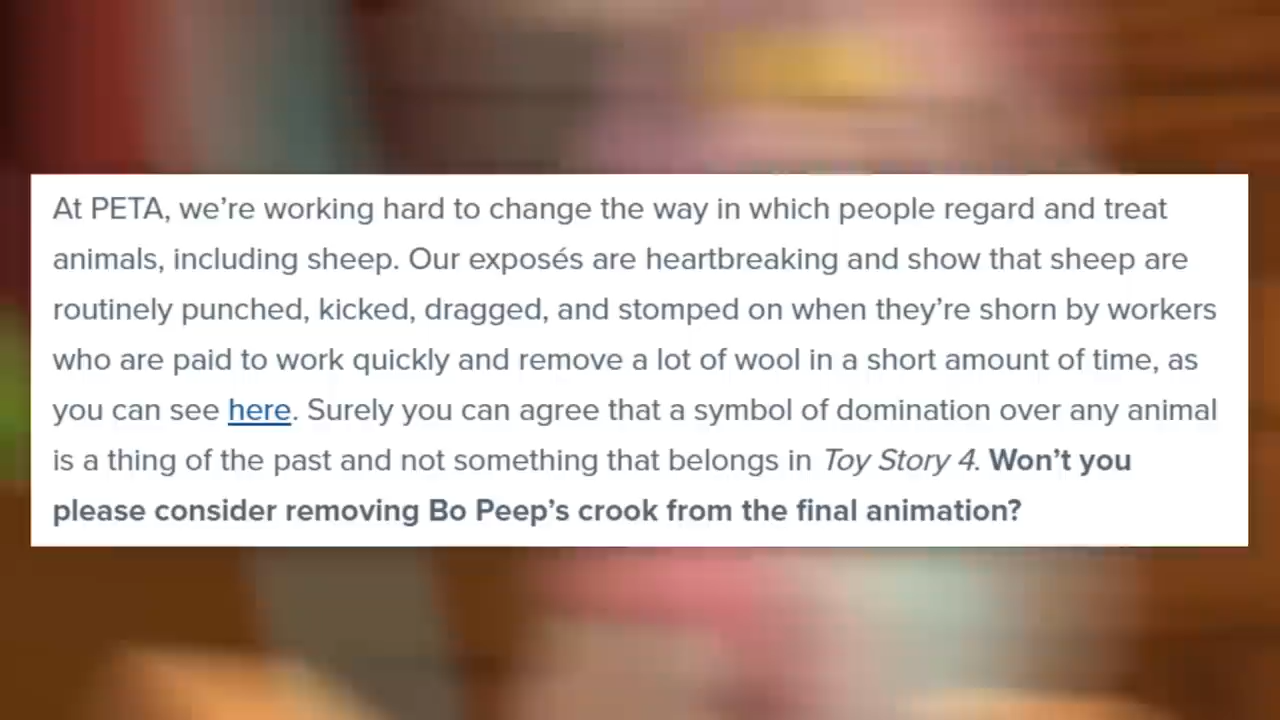 At PETA, we’re working hard to change the way in which people regard and treat
animals, including sheep. Our exposés are heartbreaking and show that sheep are
routinely punched, kicked, dragged, and stomped on when they’re shorn by workers
who are paid to work quickly and remove a lot of wool in a short amount of time, as
you can see here. Surely you can agree that a symbol of domination over any animal
is a thing of the past and not something that belongs in Toy Story 4. Won’t you
please consider removing Bo Peep’s crook from the final animation?